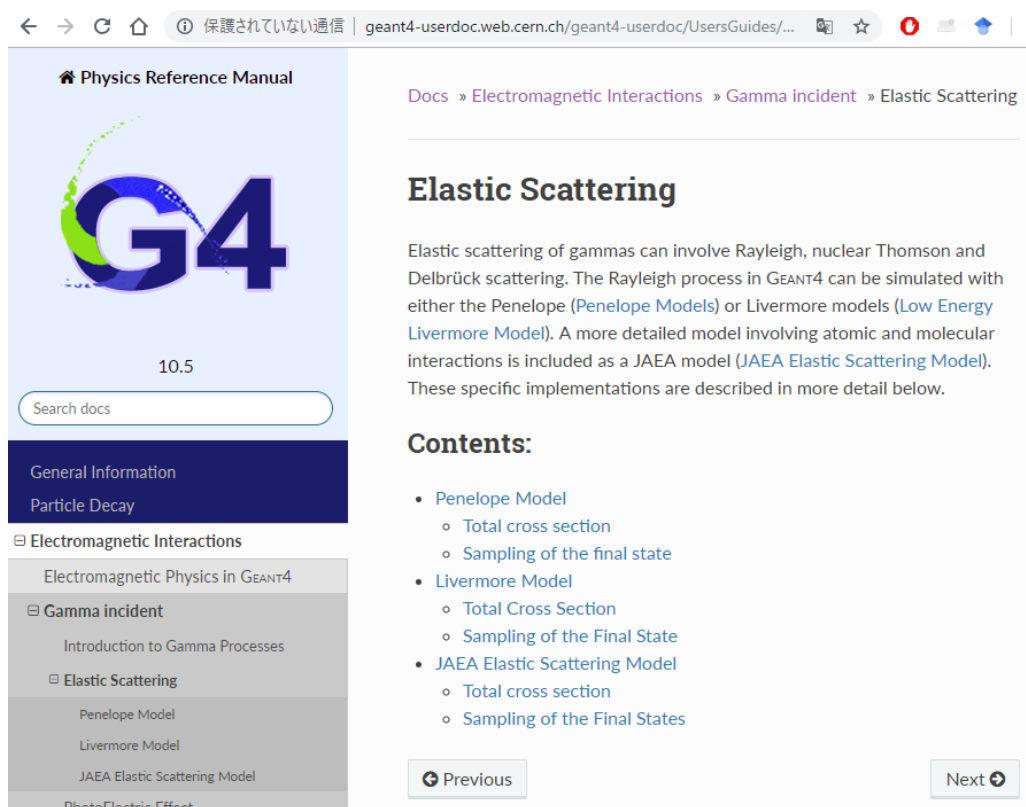 保護されていない通信 | geant4-userdoc.web.cern.ch/geant4-userdoc/UsersGuides/...
Physics Reference Manual
G4
10.5
Search docs
General Information
Particle Decay
Electromagnetic Interactions
Electromagnetic Physics in GEANT4
Gamma incident
Introduction to Gamma Processes
Elastic Scattering
Penelope Model
Livermore Model
JAEA Elastic Scattering Model
PhotoElectric Effect
Docs » Electromagnetic Interactions » Gamma incident » Elastic Scattering
Elastic Scattering
Elastic scattering of gammas can involve Rayleigh, nuclear Thomson and
Delbrück scattering. The Rayleigh process in GEANT4 can be simulated with
either the Penelope (Penelope Models) or Livermore models (Low Energy
Livermore Model). A more detailed model involving atomic and molecular
interactions is included as a JAEA model (JAEA Elastic Scattering Model).
These specific implementations are described in more detail below.
Contents:
• Penelope Model
◦ Total cross section
◦ Sampling of the final state
• Livermore Model
◦ Total Cross Section
◦ Sampling of the Final State
• JAEA Elastic Scattering Model
◦ Total cross section
◦ Sampling of the Final States
Previous
Next